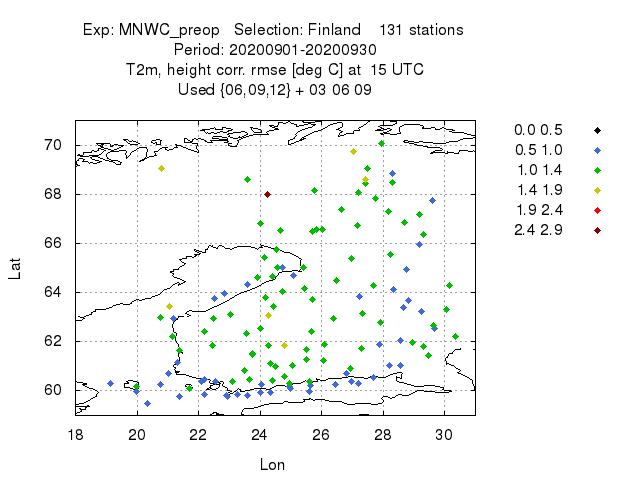 Exp: MNWC_preop   Selection: Finland    131 stations
Period: 20200901-20200930
T2m, height corr. rmse [deg C] at  15 UTC
Used {06,09,12} + 03 06 09
70
68
66
64
62
60
18 20 22 24 26 28 30
Lat
Lon
0.0 0.5
0.5 1.0
1.0 1.4
1.4 1.9
1.9 2.4
2.4 2.9